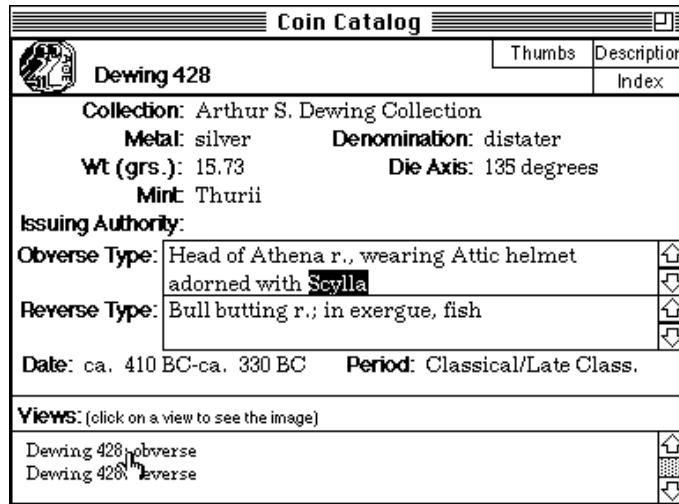 Coin Catalog
Thumbs Description
Dewing 428
Index
Collection: Arthur S. Dewing Collection
Metal: silver Denomination: distater
Wt (grs.): 15.73 Die Axis: 135 degrees
Mint: Thurii
Issuing Authority:
Obverse Type: Head of Athena r., wearing Attic helmet
adorned with Scylla
Reverse Type: Bull butting r.; in exergue, fish
Date: ca. 410 BC-ca. 330 BC Period: Classical/Late Class.
Views: (click on a view to see the image)
Dewing 428: obverse
Dewing 428: reverse